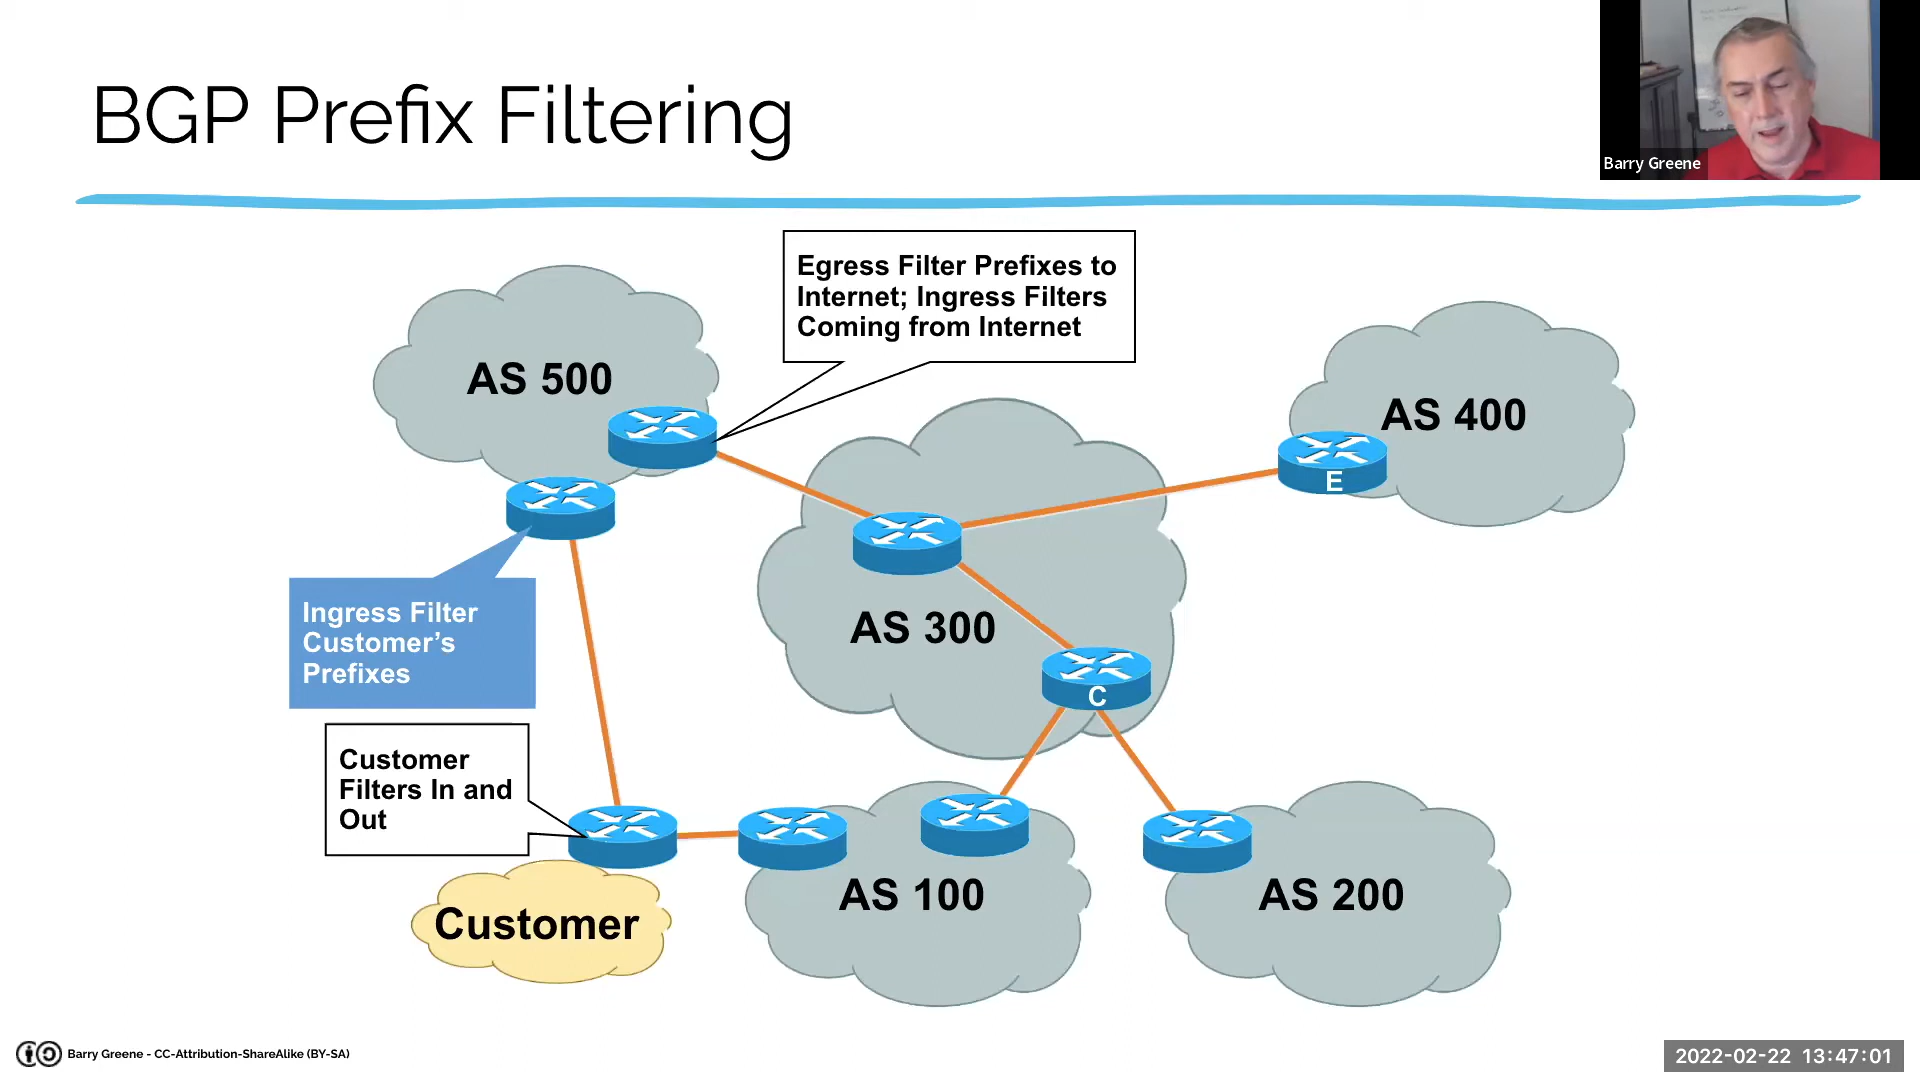 BGP Prefix Filtering
Barry Greene
Egress Filter Prefixes to
Internet; Ingress Filters
Coming from Internet
AS 500
AS 400
E
Ingress Filter
Customer’s
Prefixes
AS 300
C
Customer
Filters In and
Out
Customer
AS 100
AS 200
Barry Greene - CC-Attribution-ShareAlike (BY-SA)
2022-02-22 13:47:01